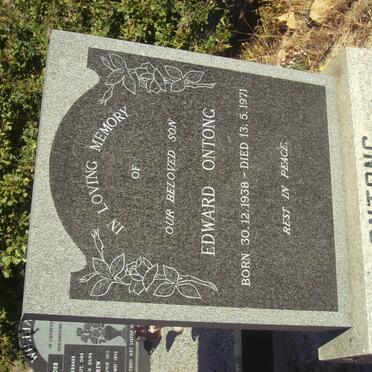 IN LOVING MEMORY
OF
OUR BELOVED SON
EDWARD ONTONG
BORN 30.12.1938 - DIED 13.5.1971
REST IN PEACE.
ONTONG